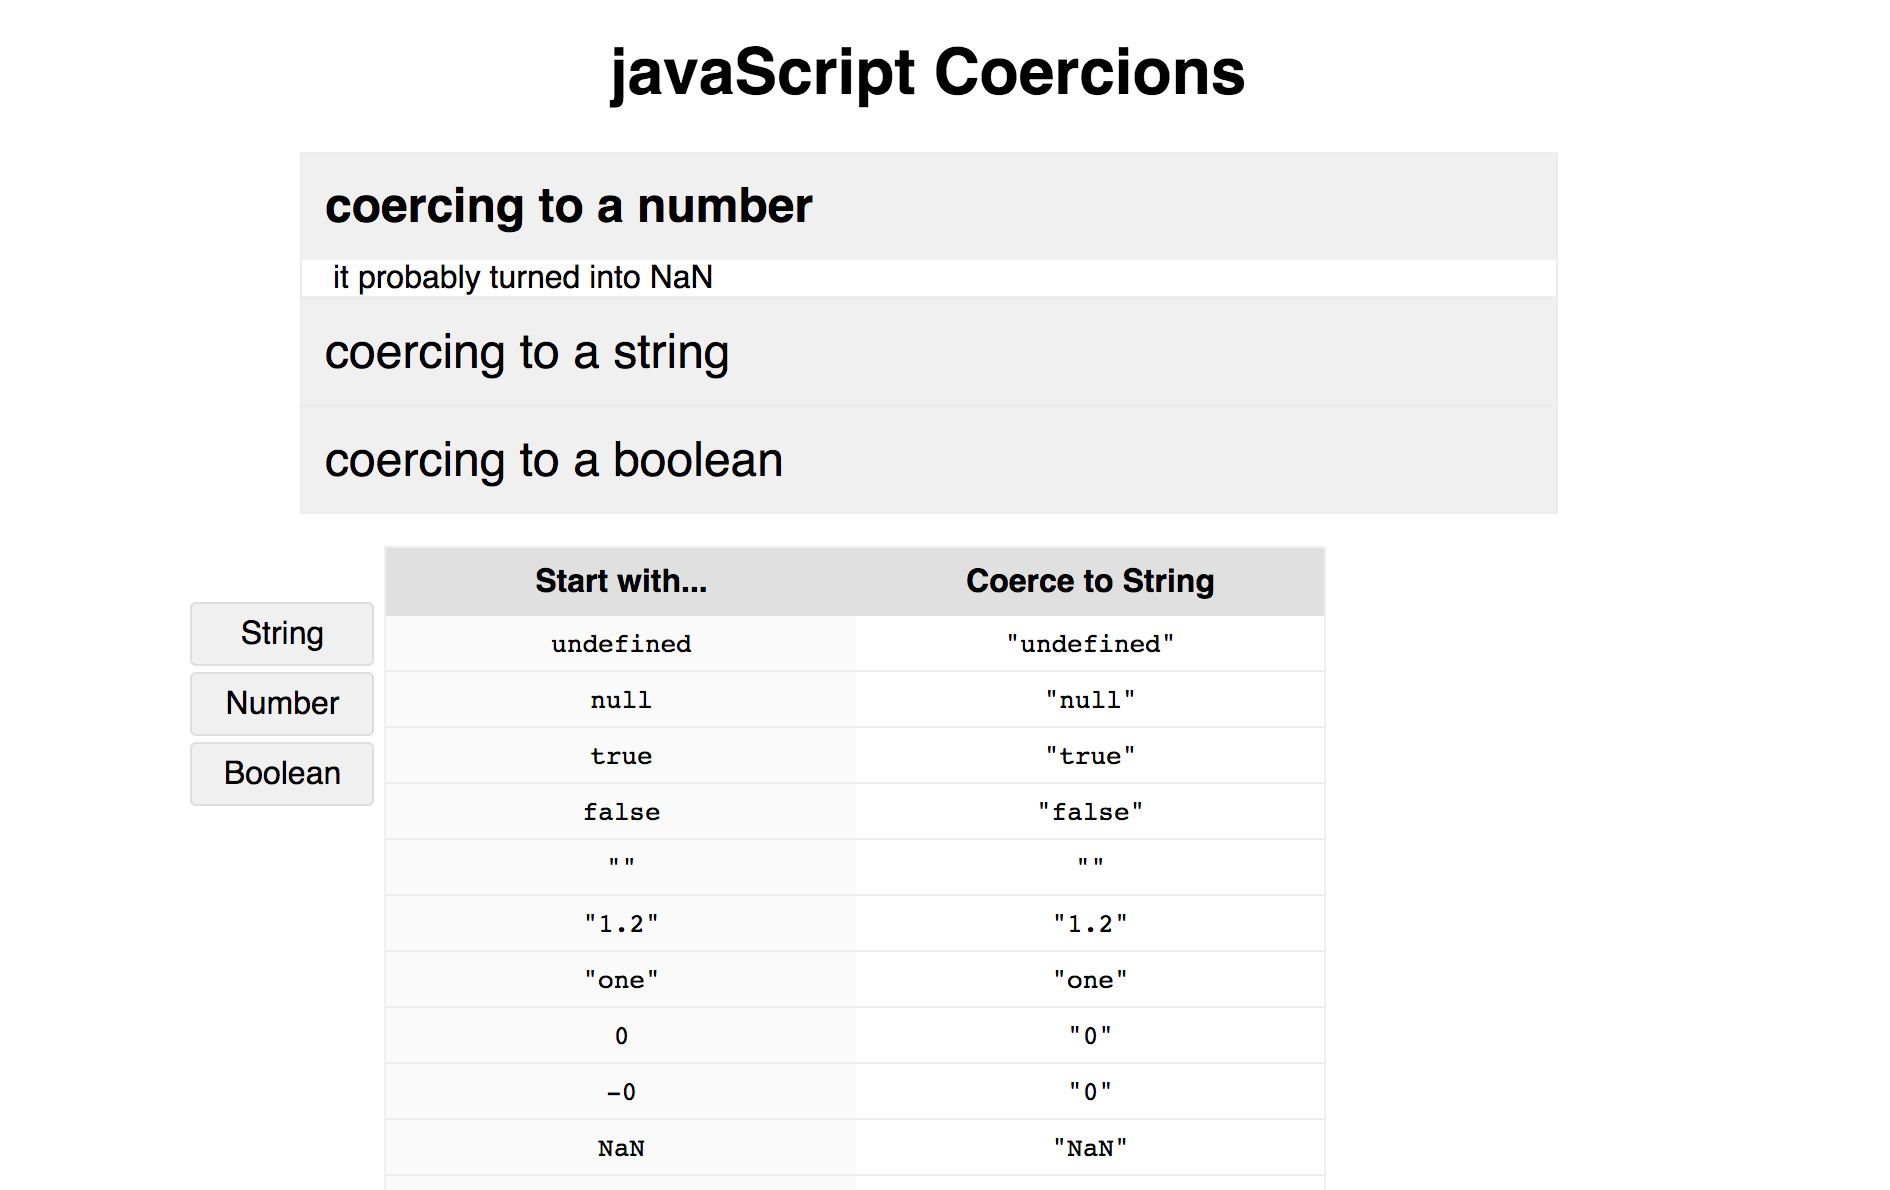 javaScript Coercions
coercing to a number
it probably turned into NaN
coercing to a string
coercing to a boolean
String
Number
Boolean
Start with... Coerce to String
undefined "undefined"
null "null"
true "true"
false "false"
"" ""
"1.2" "1.2"
"one" "one"
0 "0"
-0 "0"
NaN "NaN"